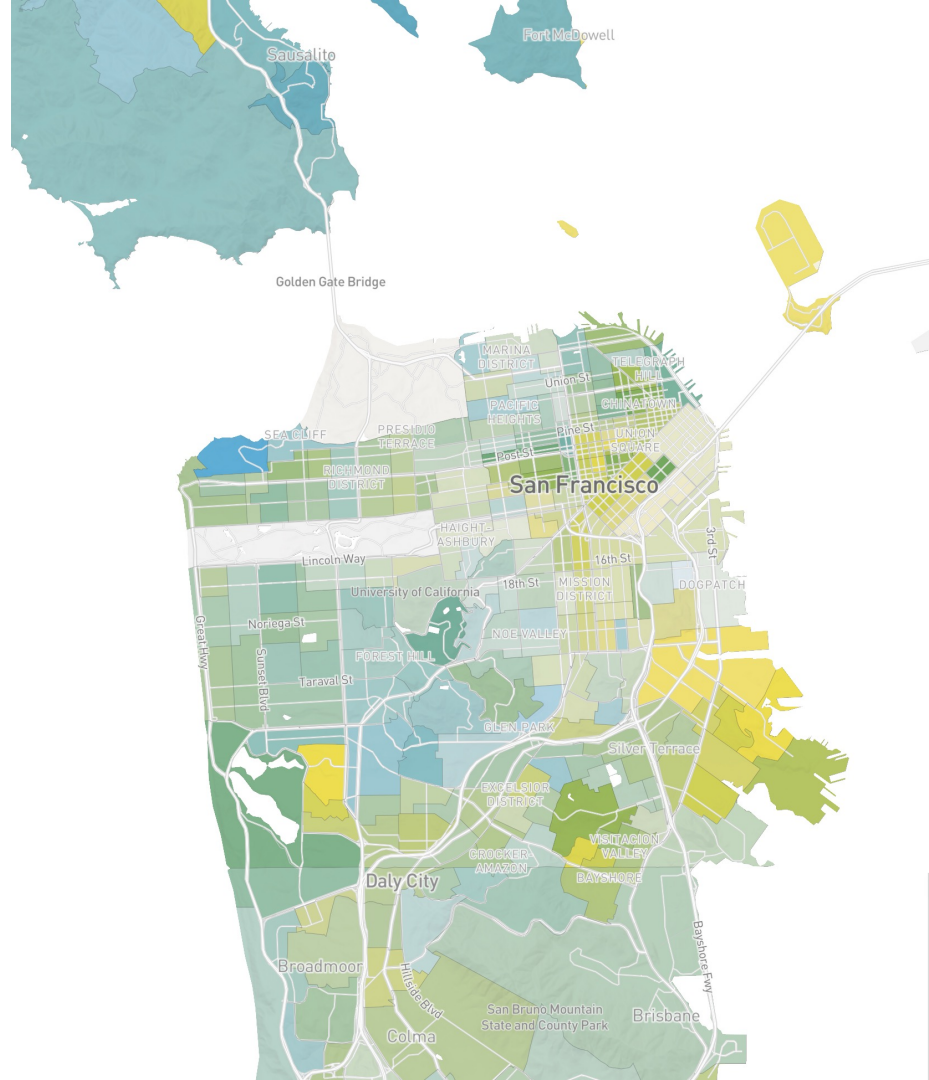 Fort McDowell
Sausalito
Golden Gate Bridge
MARINA
DISTRICT
TELEGRAPH
HILL
Union St
PACIFIC
HEIGHTS
CHINATOWN
SEA CLIFF
PRESIDIO
TERRACE
Pine St
UNION
SQUARE
Post St
RICHMOND
DISTRICT
San Francisco
HAIGHT-
ASHBURY
3rd St
Lincoln Way
16th St
University of California
18th St
MISSION
DISTRICT
DOGPATCH
Great Hwy
Noriega St
NOE VALLEY
FOREST HILL
Sunset Blvd
Taraval St
GLEN PARK
Silver Terrace
EXCELSIOR
DISTRICT
VISITACION
VALLEY
CROCKER-
AMAZON
Daly City
BAYSHORE
Bayshore Fwy
Broadmoor
Hillside Blvd
San Bruno Mountain
State and County Park
Brisbane
Colma